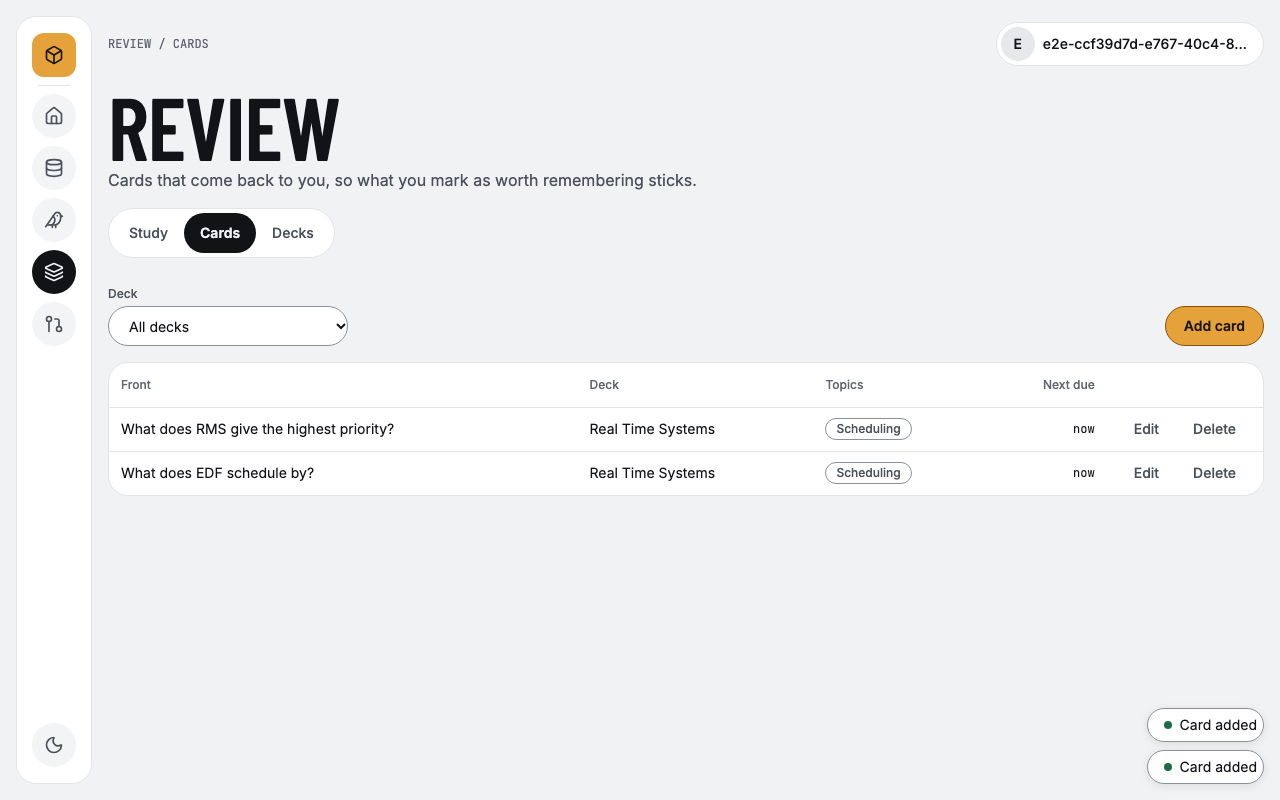 REVIEW / CARDS
E
e2e-ccf39d7d-e767-40c4-8...
REVIEW
Cards that come back to you, so what you mark as worth remembering sticks.
Study Cards Decks
Deck
All decks
Add card
Front Deck Topics Next due
What does RMS give the highest priority? Real Time Systems Scheduling now Edit Delete
What does EDF schedule by? Real Time Systems Scheduling now Edit Delete
Card added
Card added